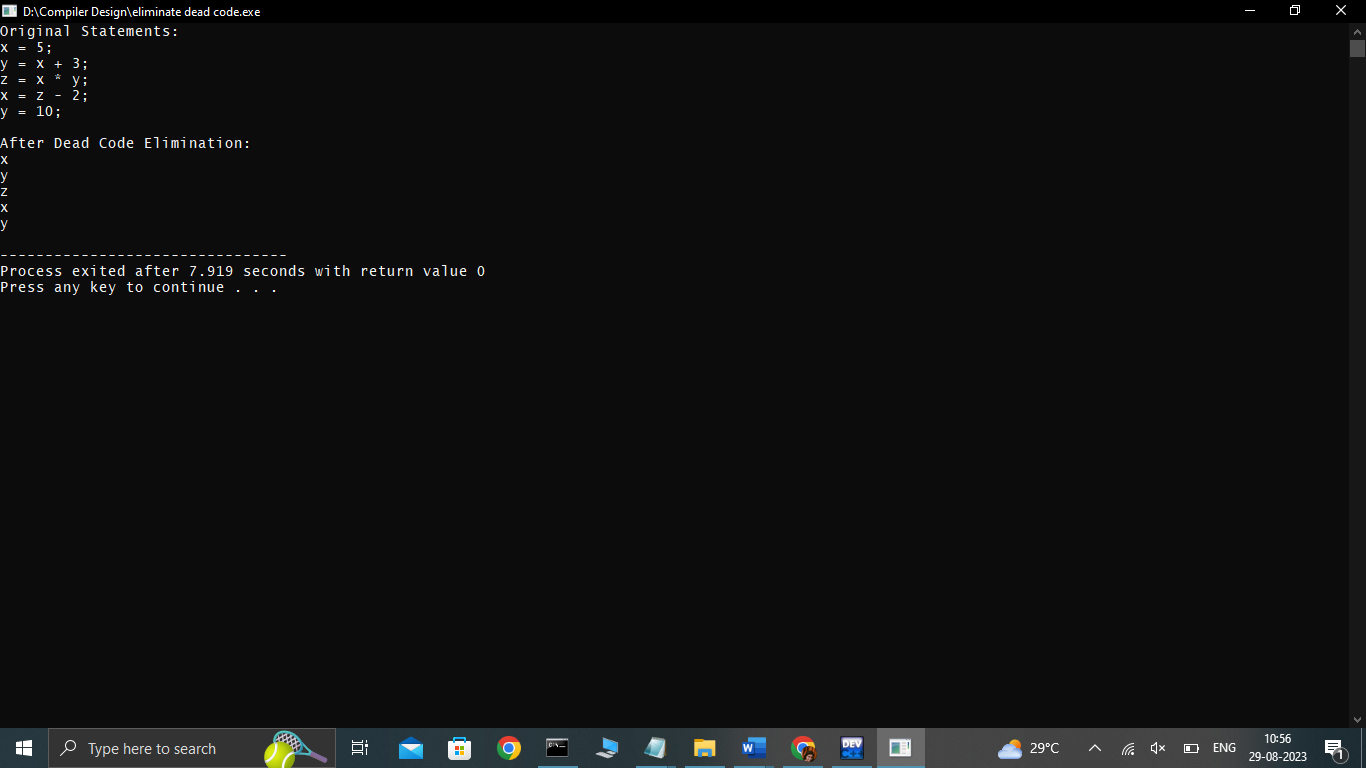 D:\Compiler Design\eliminate dead code.exe
Original Statements:
x = 5;
y = x + 3;
z = x * y;
x = z - 2;
y = 10;
After Dead Code Elimination:
x
y
z
x
y
--------------------------------
Process exited after 7.919 seconds with return value 0
Press any key to continue . . .
Type here to search
C:\_
W
DEV
29°C
ENG
10:56
29-08-2023
1